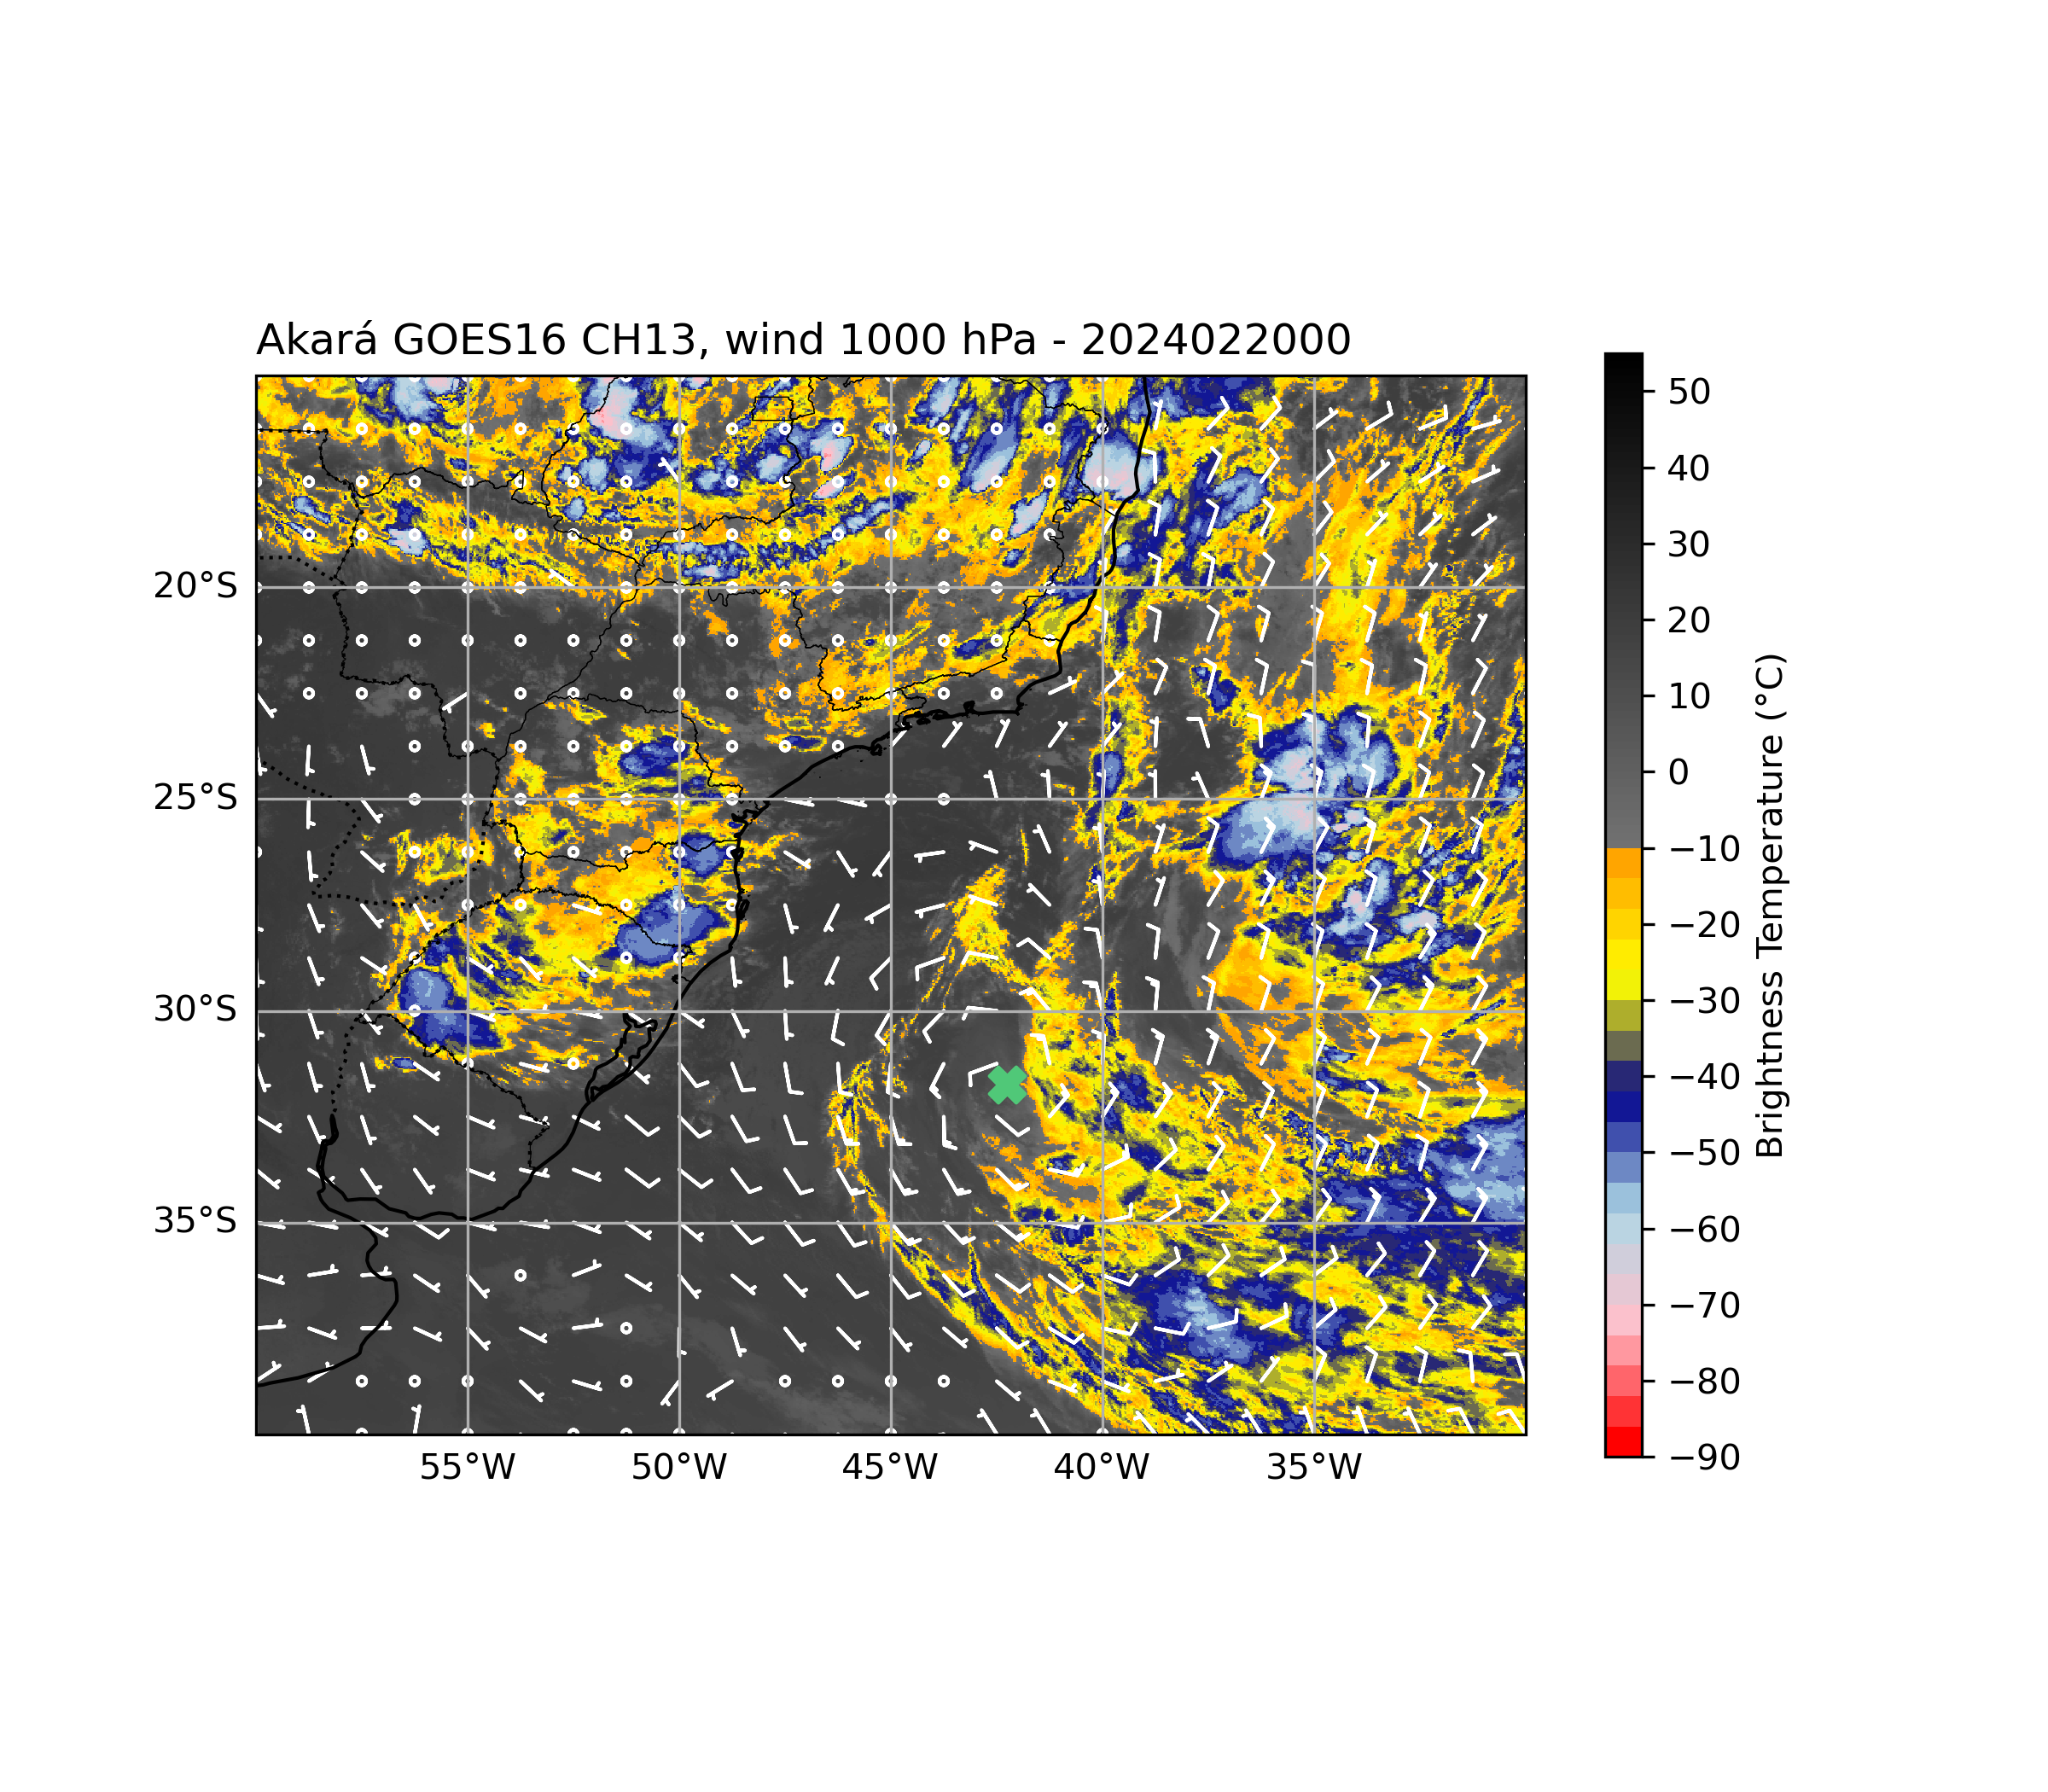 Akará GOES16 CH13, wind 1000 hPa - 2024022000
20°S
25°S
30°S
35°S
55°W
50°W
45°W
40°W
35°W
50
40
30
20
10
0
−10
−20
−30
−40
−50
−60
−70
−80
−90
Brightness Temperature (°C)